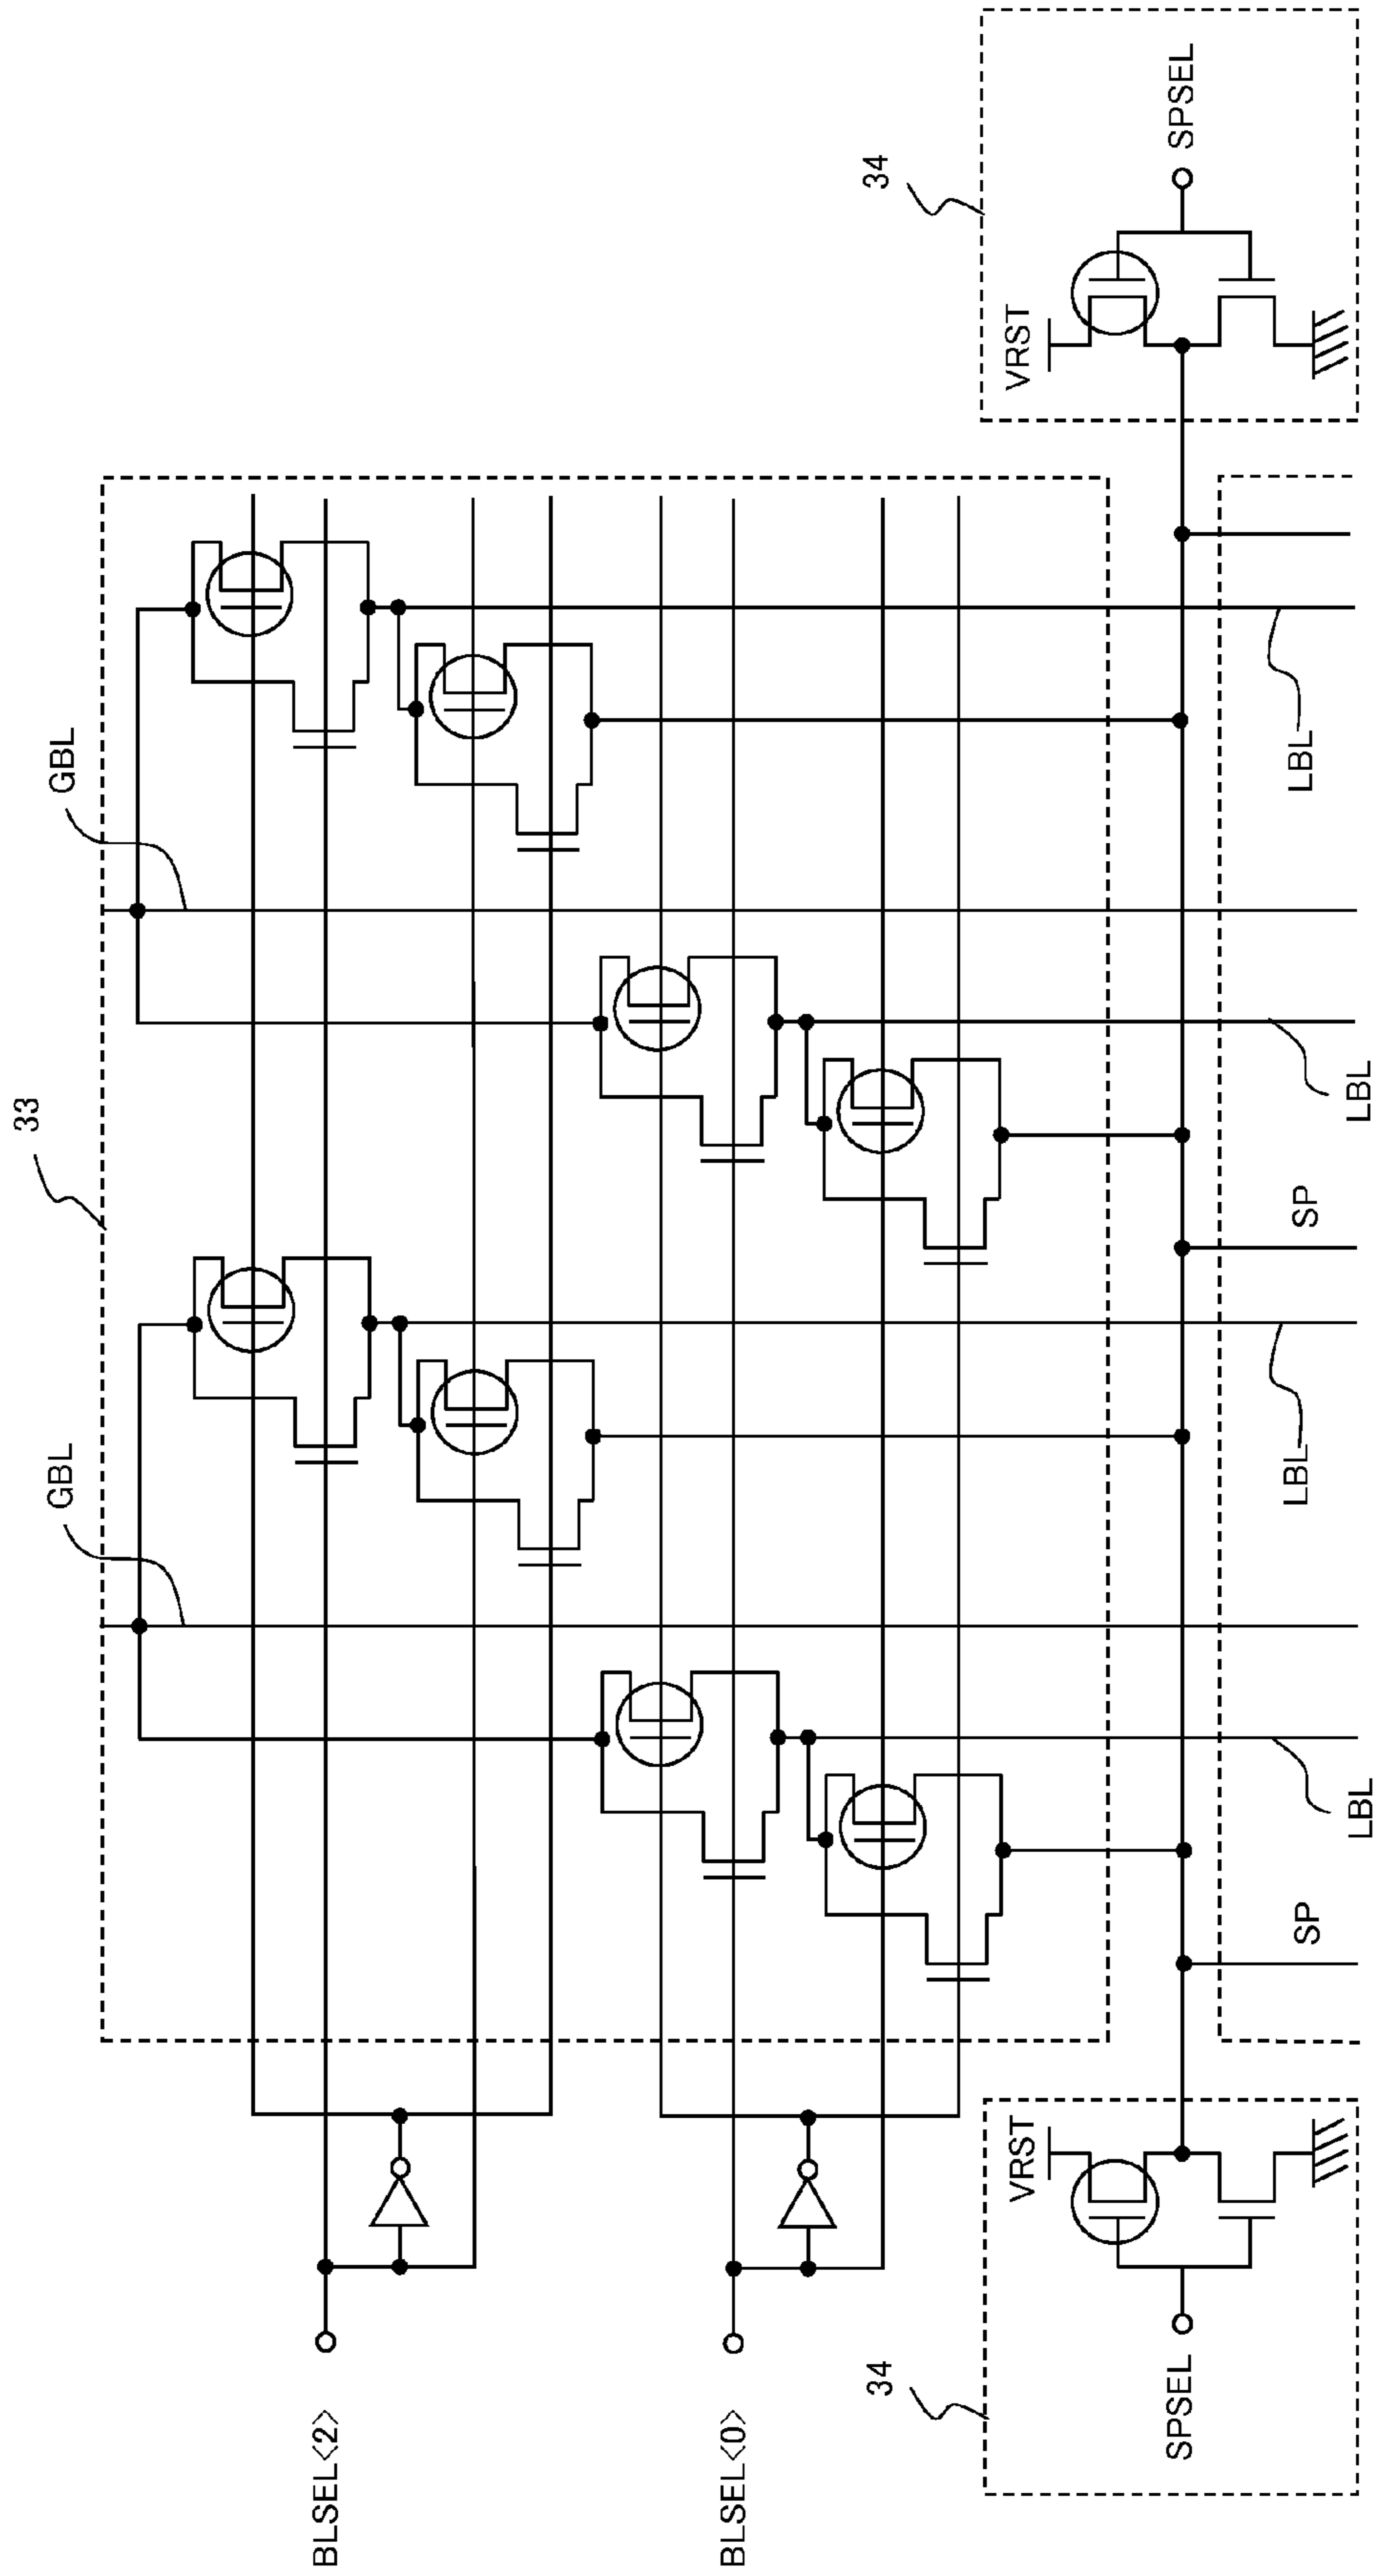 33
GBL
GBL
BLSEL<2>
BLSEL<0>
34
VRST
SPSEL
SP
LBL
LBL
SP
LBL
LBL
34
VRST
SPSEL